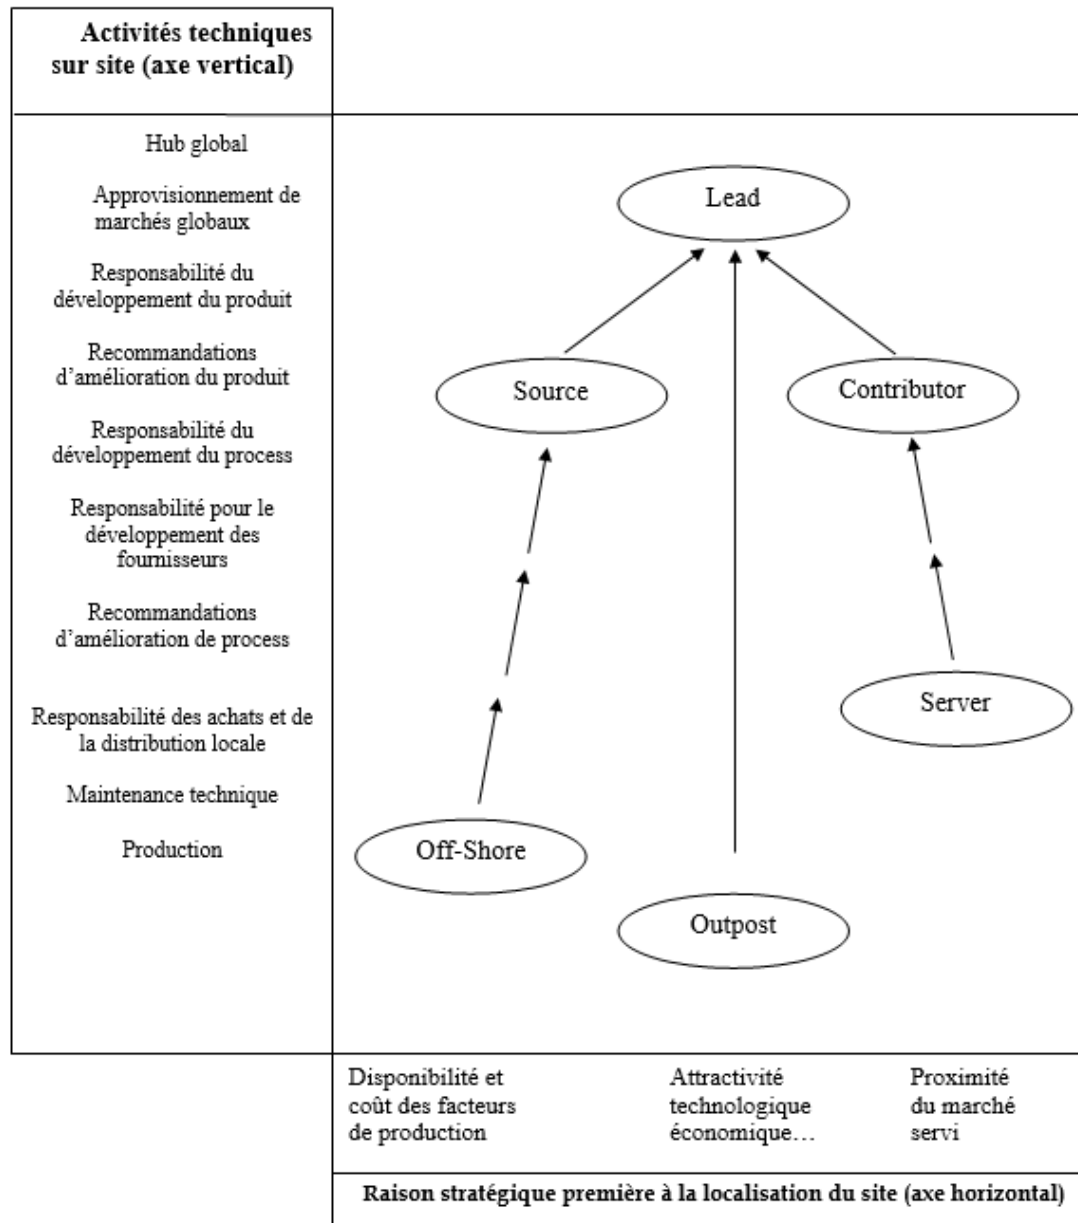 Activités techniques
sur site (axe vertical)
Hub global
Approvisionnement de
marchés globaux
Responsabilité du
développement du produit
Recommandations
d’amélioration du produit
Responsabilité du
développement du process
Responsabilité pour le
développement des
fournisseurs
Recommandations
d’amélioration de process
Responsabilité des achats et de
la distribution locale
Maintenance technique
Production
Lead
Source
Contributor
Server
Off-Shore
Outpost
Disponibilité et
coût des facteurs
de production
Attractivité
technologique
économique…
Proximité
du marché
servi
Raison stratégique première à la localisation du site (axe horizontal)